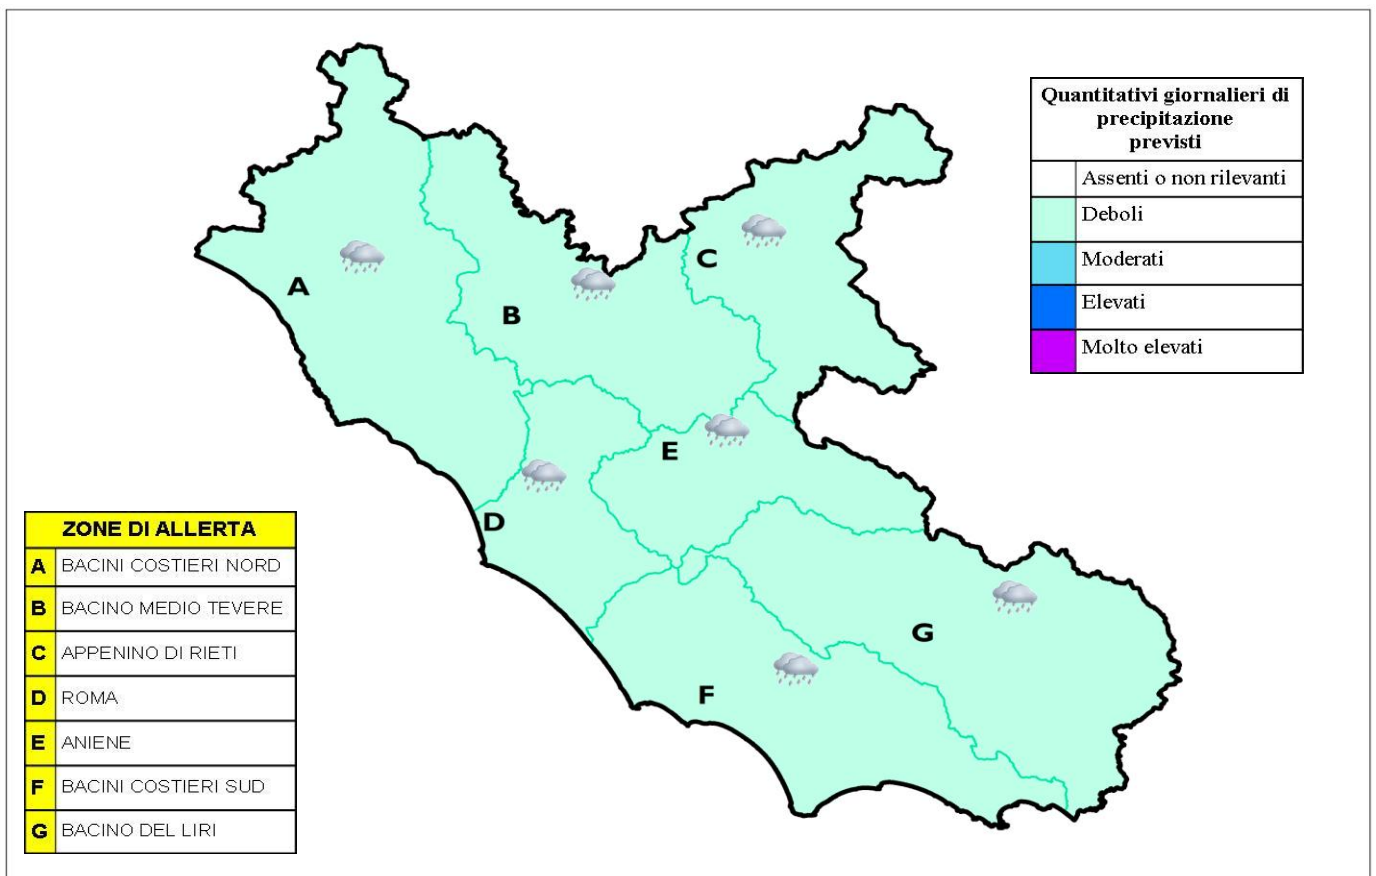 Quantitativi giornalieri di
precipitazione
previsti
Assenti o non rilevanti
Deboli
Moderati
Elevati
Molto elevati
C
A
B
E
D
G
F
ZONE DI ALLERTA
A BACINI COSTIERI NORD
B BACINO MEDIO TEVERE
C APPENINO DI RIETI
D ROMA
E ANIENE
F BACINI COSTIERI SUD
G BACINO DEL LIRI